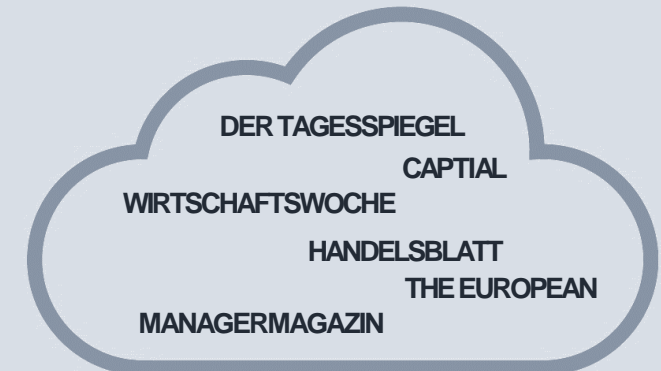 DER TAGESSPIEGEL
CAPTIAL
WIRTSCHAFTSWOCHE
HANDELSBLATT
THE EUROPEAN
MANAGERMAGAZIN